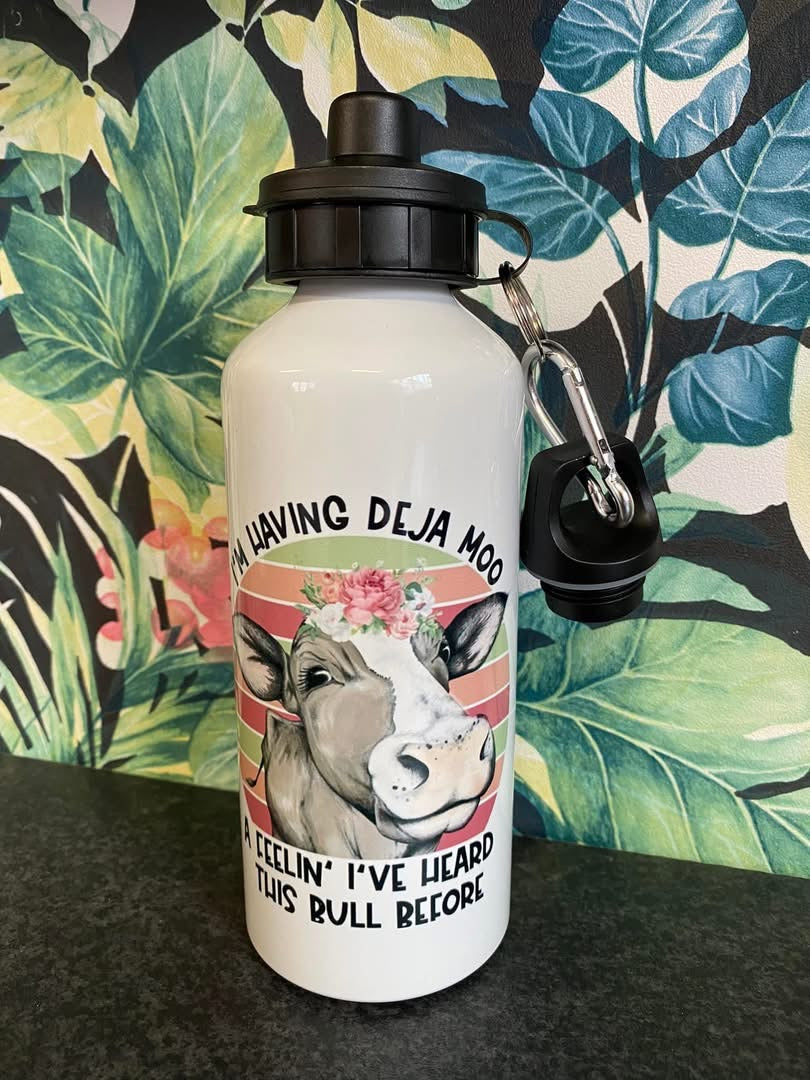 I'M HAVING DEJA MOO
A FEELIN' I'VE HEARD
THIS BULL BEFORE